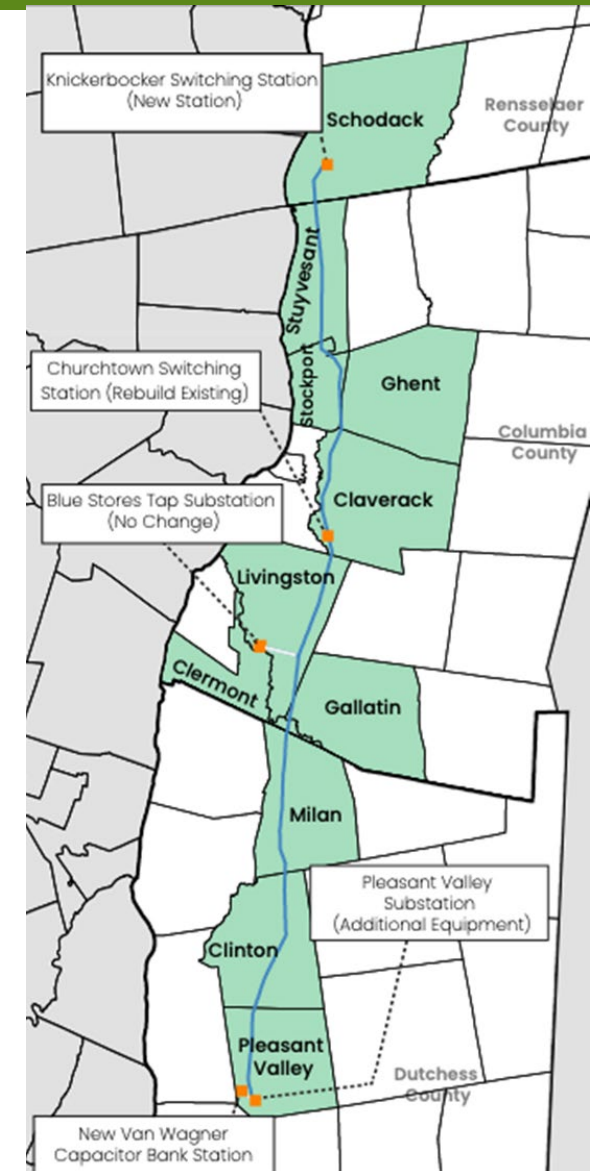 Knickerbocker Switching Station
(New Station)
Schodack
Rensselaer
County
Stuyvesant
Churchtown Switching
Station (Rebuild Existing)
Stockport
Ghent
Columbia
County
Blue Stores Tap Substation
(No Change)
Claverack
Livingston
Clermont
Gallatin
Milan
Pleasant Valley
Substation
(Additional Equipment)
Clinton
Pleasant
Valley
Dutchess
County
New Van Wagner
Capacitor Bank Station